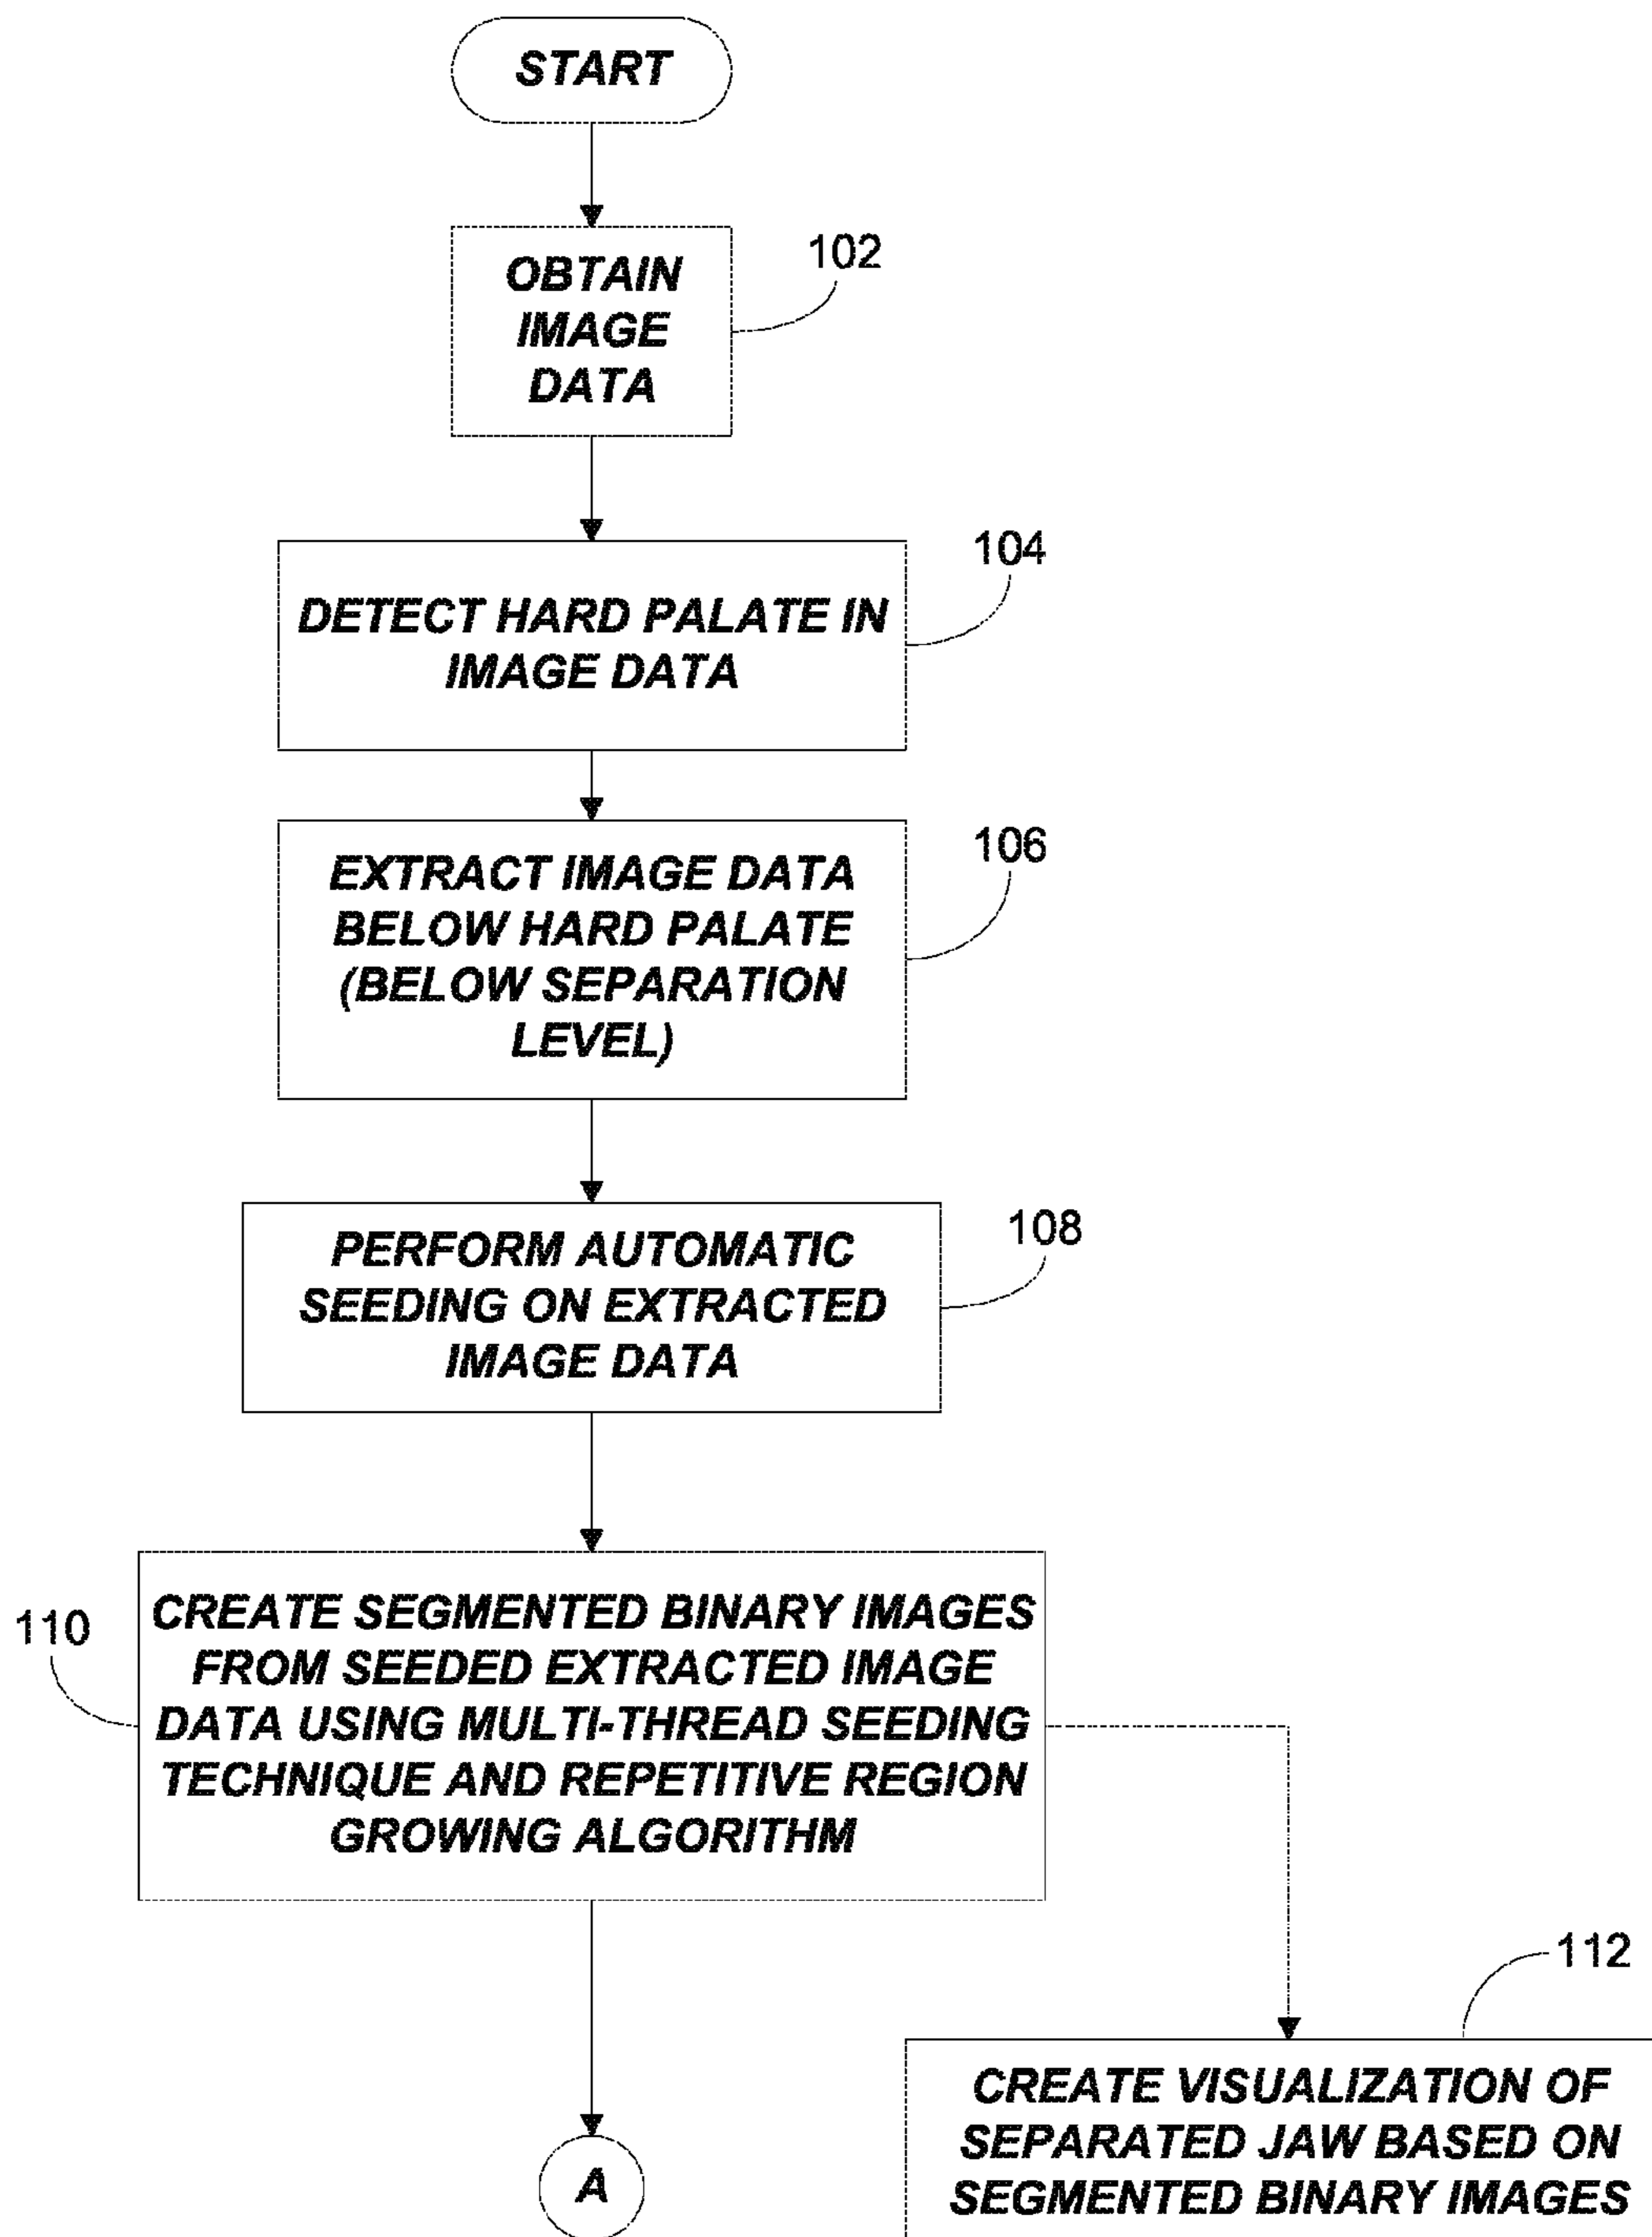 START
OBTAIN
IMAGE
DATA
102
DETECT HARD PALATE IN
IMAGE DATA
104
EXTRACT IMAGE DATA
BELOW HARD PALATE
(BELOW SEPARATION
LEVEL)
106
PERFORM AUTOMATIC
SEEDING ON EXTRACTED
IMAGE DATA
108
110
CREATE SEGMENTED BINARY IMAGES
FROM SEEDED EXTRACTED IMAGE
DATA USING MULTI-THREAD SEEDING
TECHNIQUE AND REPETITIVE REGION
GROWING ALGORITHM
112
CREATE VISUALIZATION OF
SEPARATED JAW BASED ON
SEGMENTED BINARY IMAGES
A